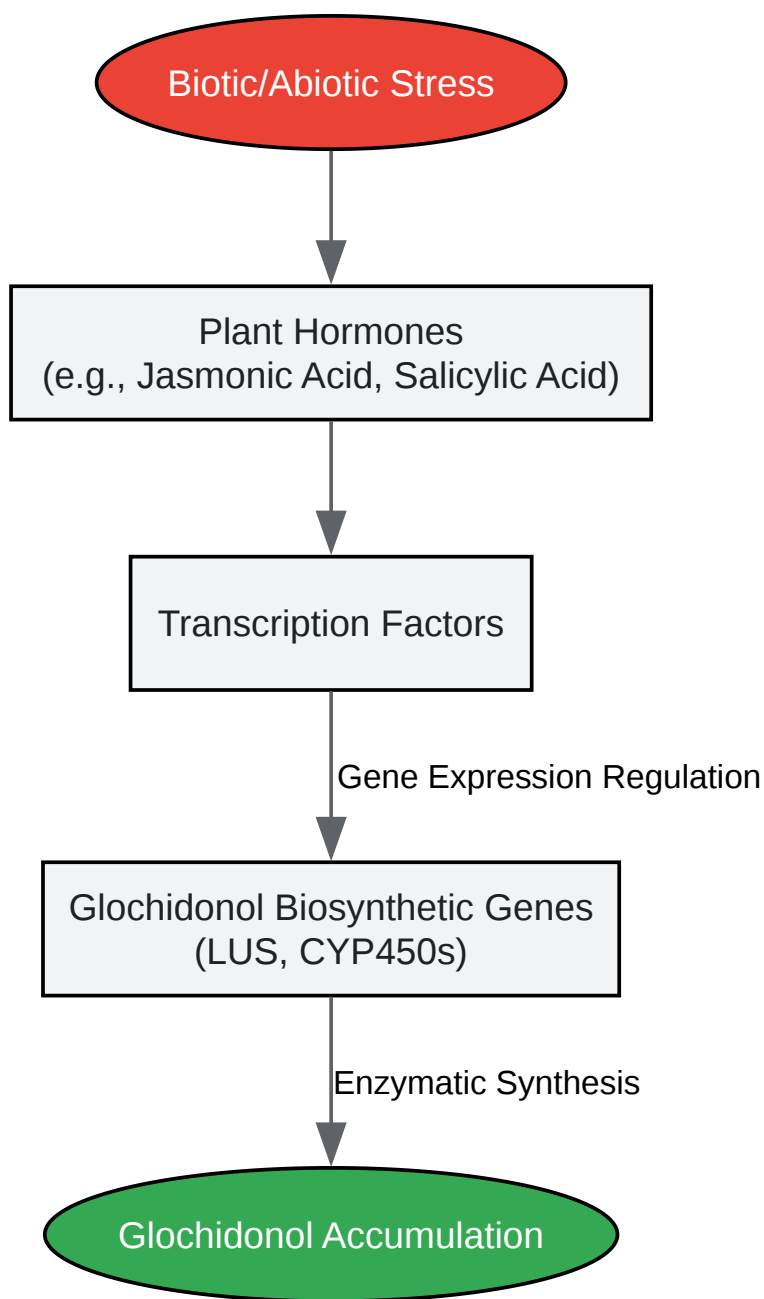 Biotic/Abiotic Stress
Plant Hormones
(e.g., Jasmonic Acid, Salicylic Acid)
Transcription Factors
Gene Expression Regulation
Glochidonol Biosynthetic Genes
(LUS, CYP450s)
Enzymatic Synthesis
Glochidonol Accumulation